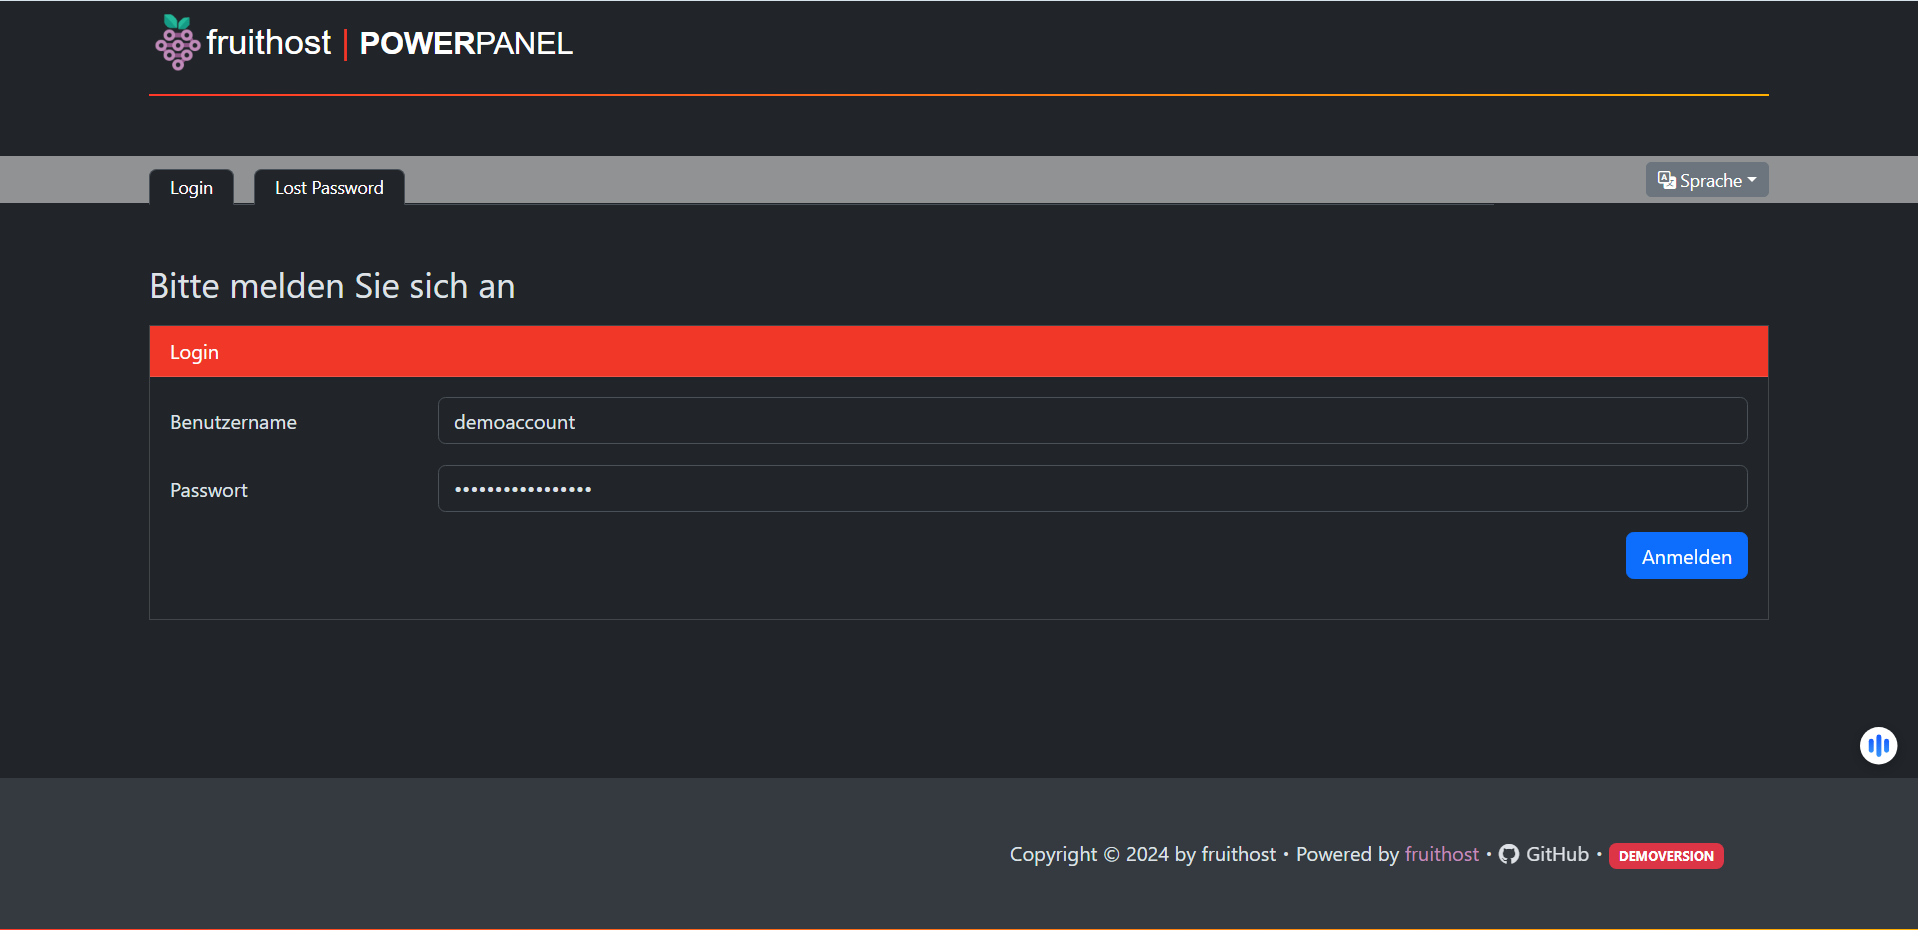 fruithost | POWERPANEL
Login
Lost Password
Sprache
Bitte melden Sie sich an
Login
Benutzername
demoaccount
Passwort
•••••••••••••••••
Anmelden
Copyright © 2024 by fruithost • Powered by fruithost • GitHub • DEMOVERSION